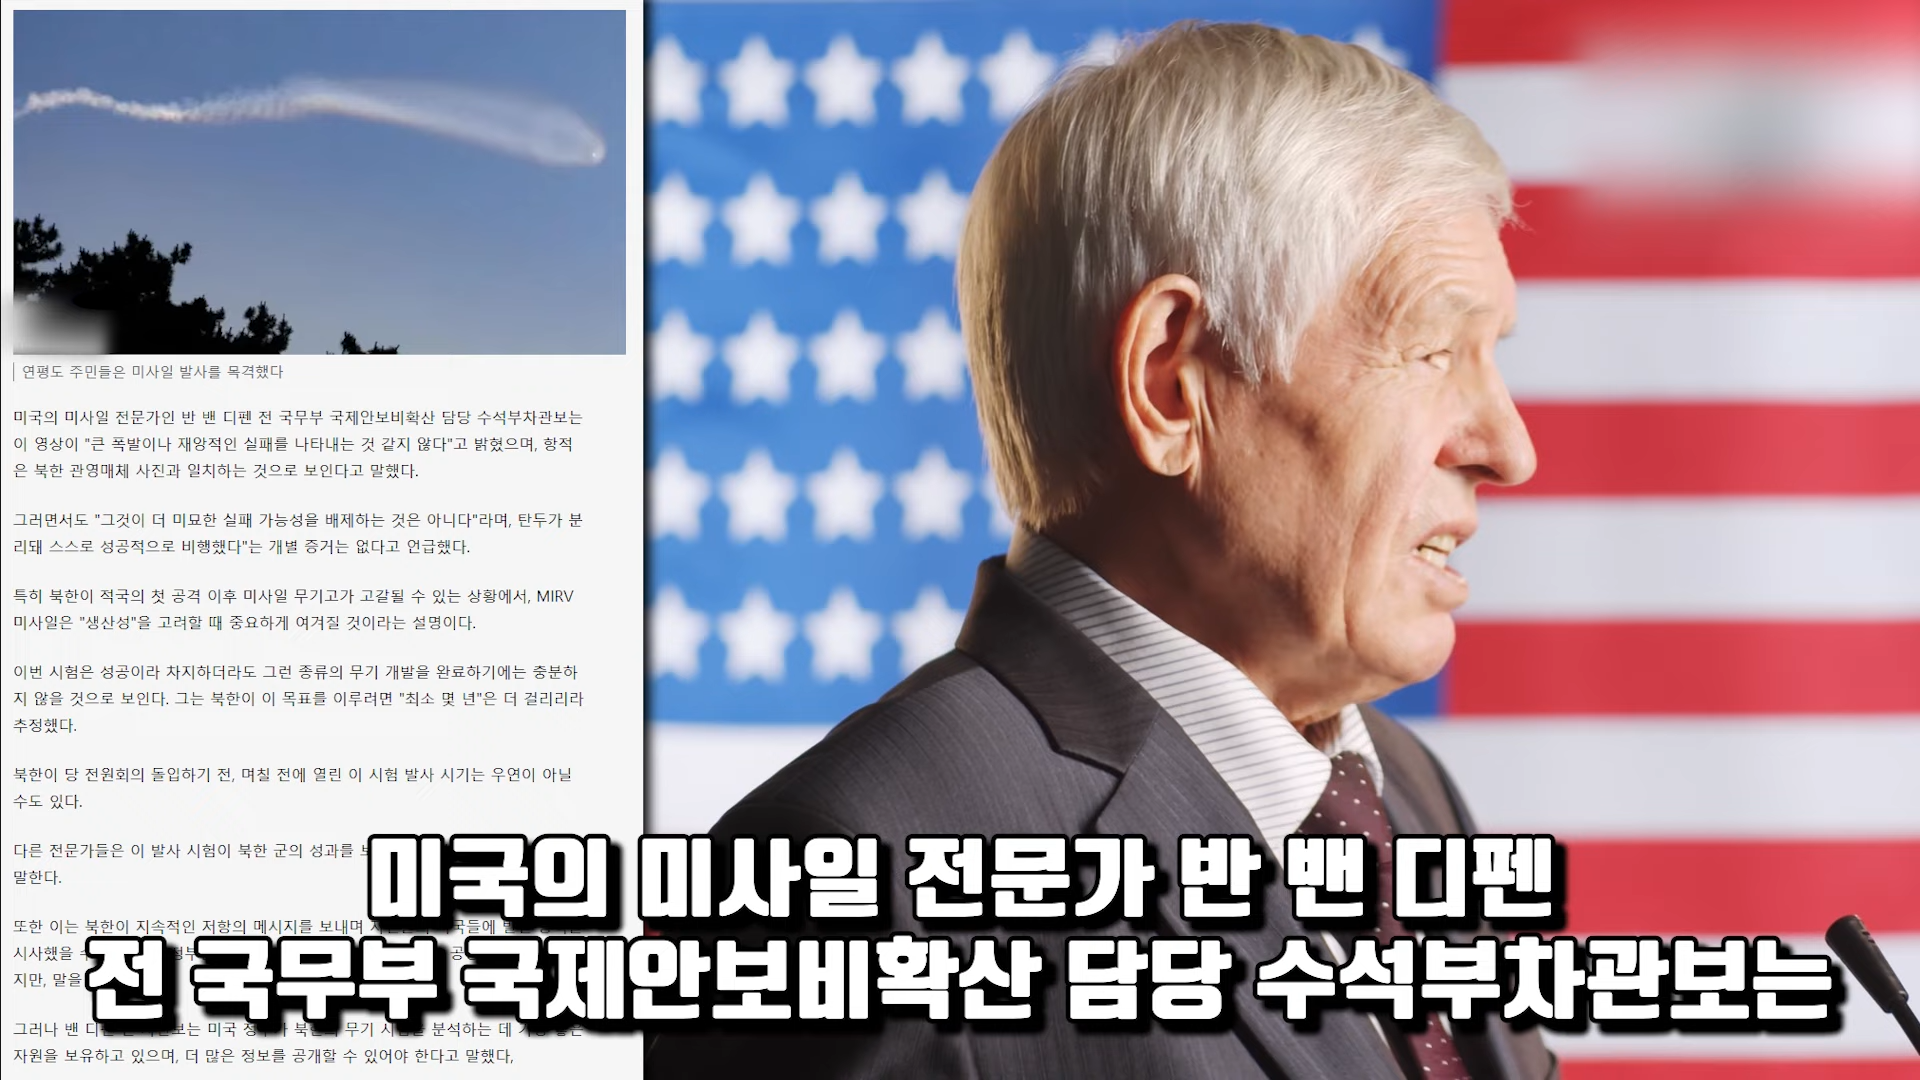 연평도 주민들은 미사일 발사를 목격했다
미국의 미사일 전문가인 반 밴 디펜 전 국무부 국제안보비확산 담당 수석부차관보는
이 영상이 "큰 폭발이나 재앙적인 실패를 나타내는 것 같지 않다"고 밝혔으며, 항적
은 북한 관영매체 사진과 일치하는 것으로 보인다고 말했다.
그러면서도 "그것이 더 미묘한 실패 가능성을 배제하는 것은 아니다"라며, 탄두가 분
리돼 스스로 성공적으로 비행했다"는 개별 증거는 없다고 언급했다.
특히 북한이 적국의 첫 공격 이후 미사일 무기고가 고갈될 수 있는 상황에서, MIRV
미사일은 "생산성"을 고려할 때 중요하게 여겨질 것이라는 설명이다.
이번 시험은 성공이라 차지하더라도 그런 종류의 무기 개발을 완료하기에는 충분하
지 않을 것으로 보인다. 그는 북한이 이 목표를 이루려면 "최소 몇 년"은 더 걸리리라
추정했다.
북한이 당 전원회의 돌입하기 전, 며칠 전에 열린 이 시험 발사 시기는 우연이 아닐
수도 있다.
다른 전문가들은 이 발사 시험이 북한 군의 성과를
말한다.
또한 이는 북한이 지속적인 저항의 메시지를 보내며
시사했을
지만, 말을
그러나 밴 디펜 미국 북한 무기 분석하는 데
자원을 보유하고 있으며, 더 많은 정보를 공개할 수 있어야 한다고 말했다,
미국의 미사일 전문가 반 밴 디펜
전 국무부 국제안보비확산 담당 수석부차관보는